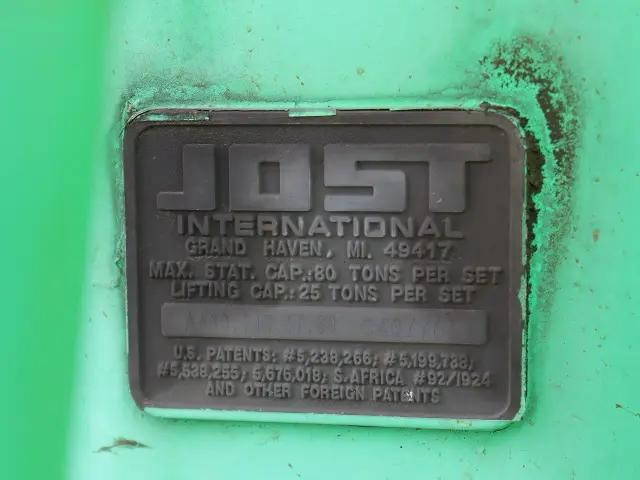 JOST
INTERNATIONAL
GRAND HAVEN, MI. 49417
MAX. STAT. CAP.:80 TONS PER SET
LIFTING CAP.:25 TONS PER SET
U.S. PATENTS: #5,238,266; #5,199,738;
#5,538,255; 5,676,018; S.AFRICA #92/1924
AND OTHER FOREIGN PATENTS